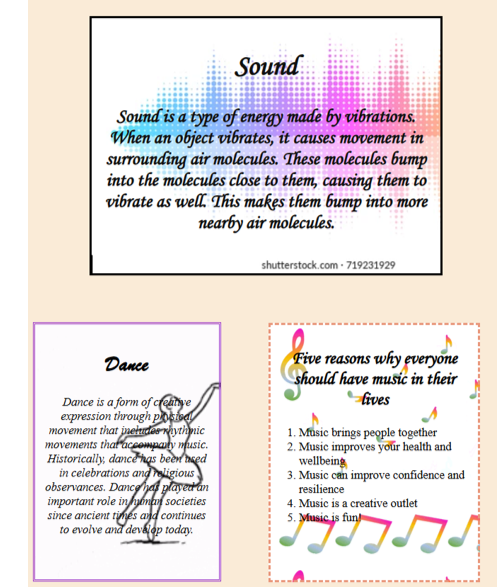 Sound
Sound is a type of energy made by vibrations.
When an object vibrates, it causes movement in
surrounding air molecules. These molecules bump
into the molecules close to them, causing them to
vibrate as well. This makes them bump into more
nearby air molecules.
shutterstock.com · 719231929
Dance
Dance is a form of creative
expression through physical
movement that includes rhythmic
movements that accompany music.
Historically, dance has been used
in celebrations and religious
observances. Dance has played an
important role in human societies
since ancient times and continues
to evolve and develop today.
Five reasons why everyone
should have music in their
lives
1. Music brings people together
2. Music improves your health and
wellbeing
3. Music can improve confidence and
resilience
4. Music is a creative outlet
5. Music is fun!